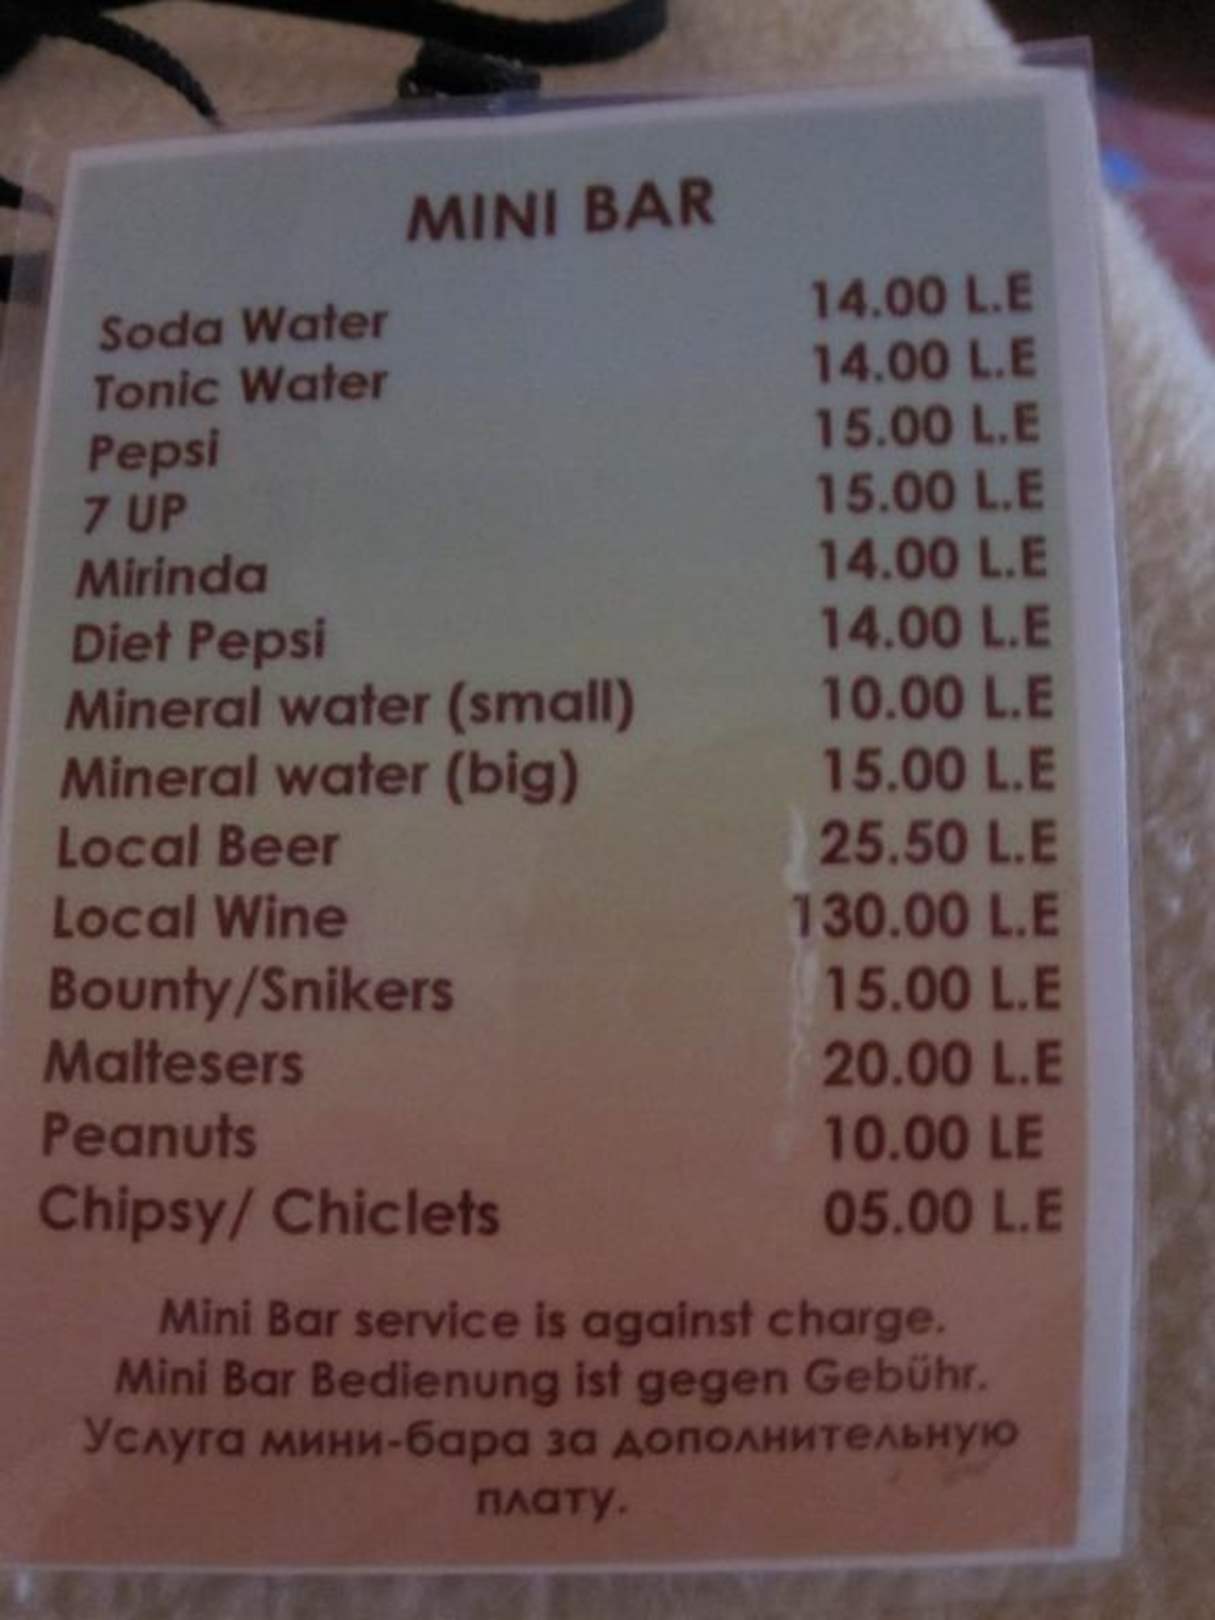 MINI BAR
Soda Water 14.00 L.E
Tonic Water 14.00 L.E
Pepsi 15.00 L.E
7 UP 15.00 L.E
Mirinda 14.00 L.E
Diet Pepsi 14.00 L.E
Mineral water (small) 10.00 L.E
Mineral water (big) 15.00 L.E
Local Beer 25.50 L.E
Local Wine 130.00 L.E
Bounty/Snikers 15.00 L.E
Maltesers 20.00 L.E
Peanuts 10.00 LE
Chipsy/ Chiclets 05.00 L.E
Mini Bar service is against charge.
Mini Bar Bedienung ist gegen Gebühr.
Услуга мини-бара за дополнительную
плату.